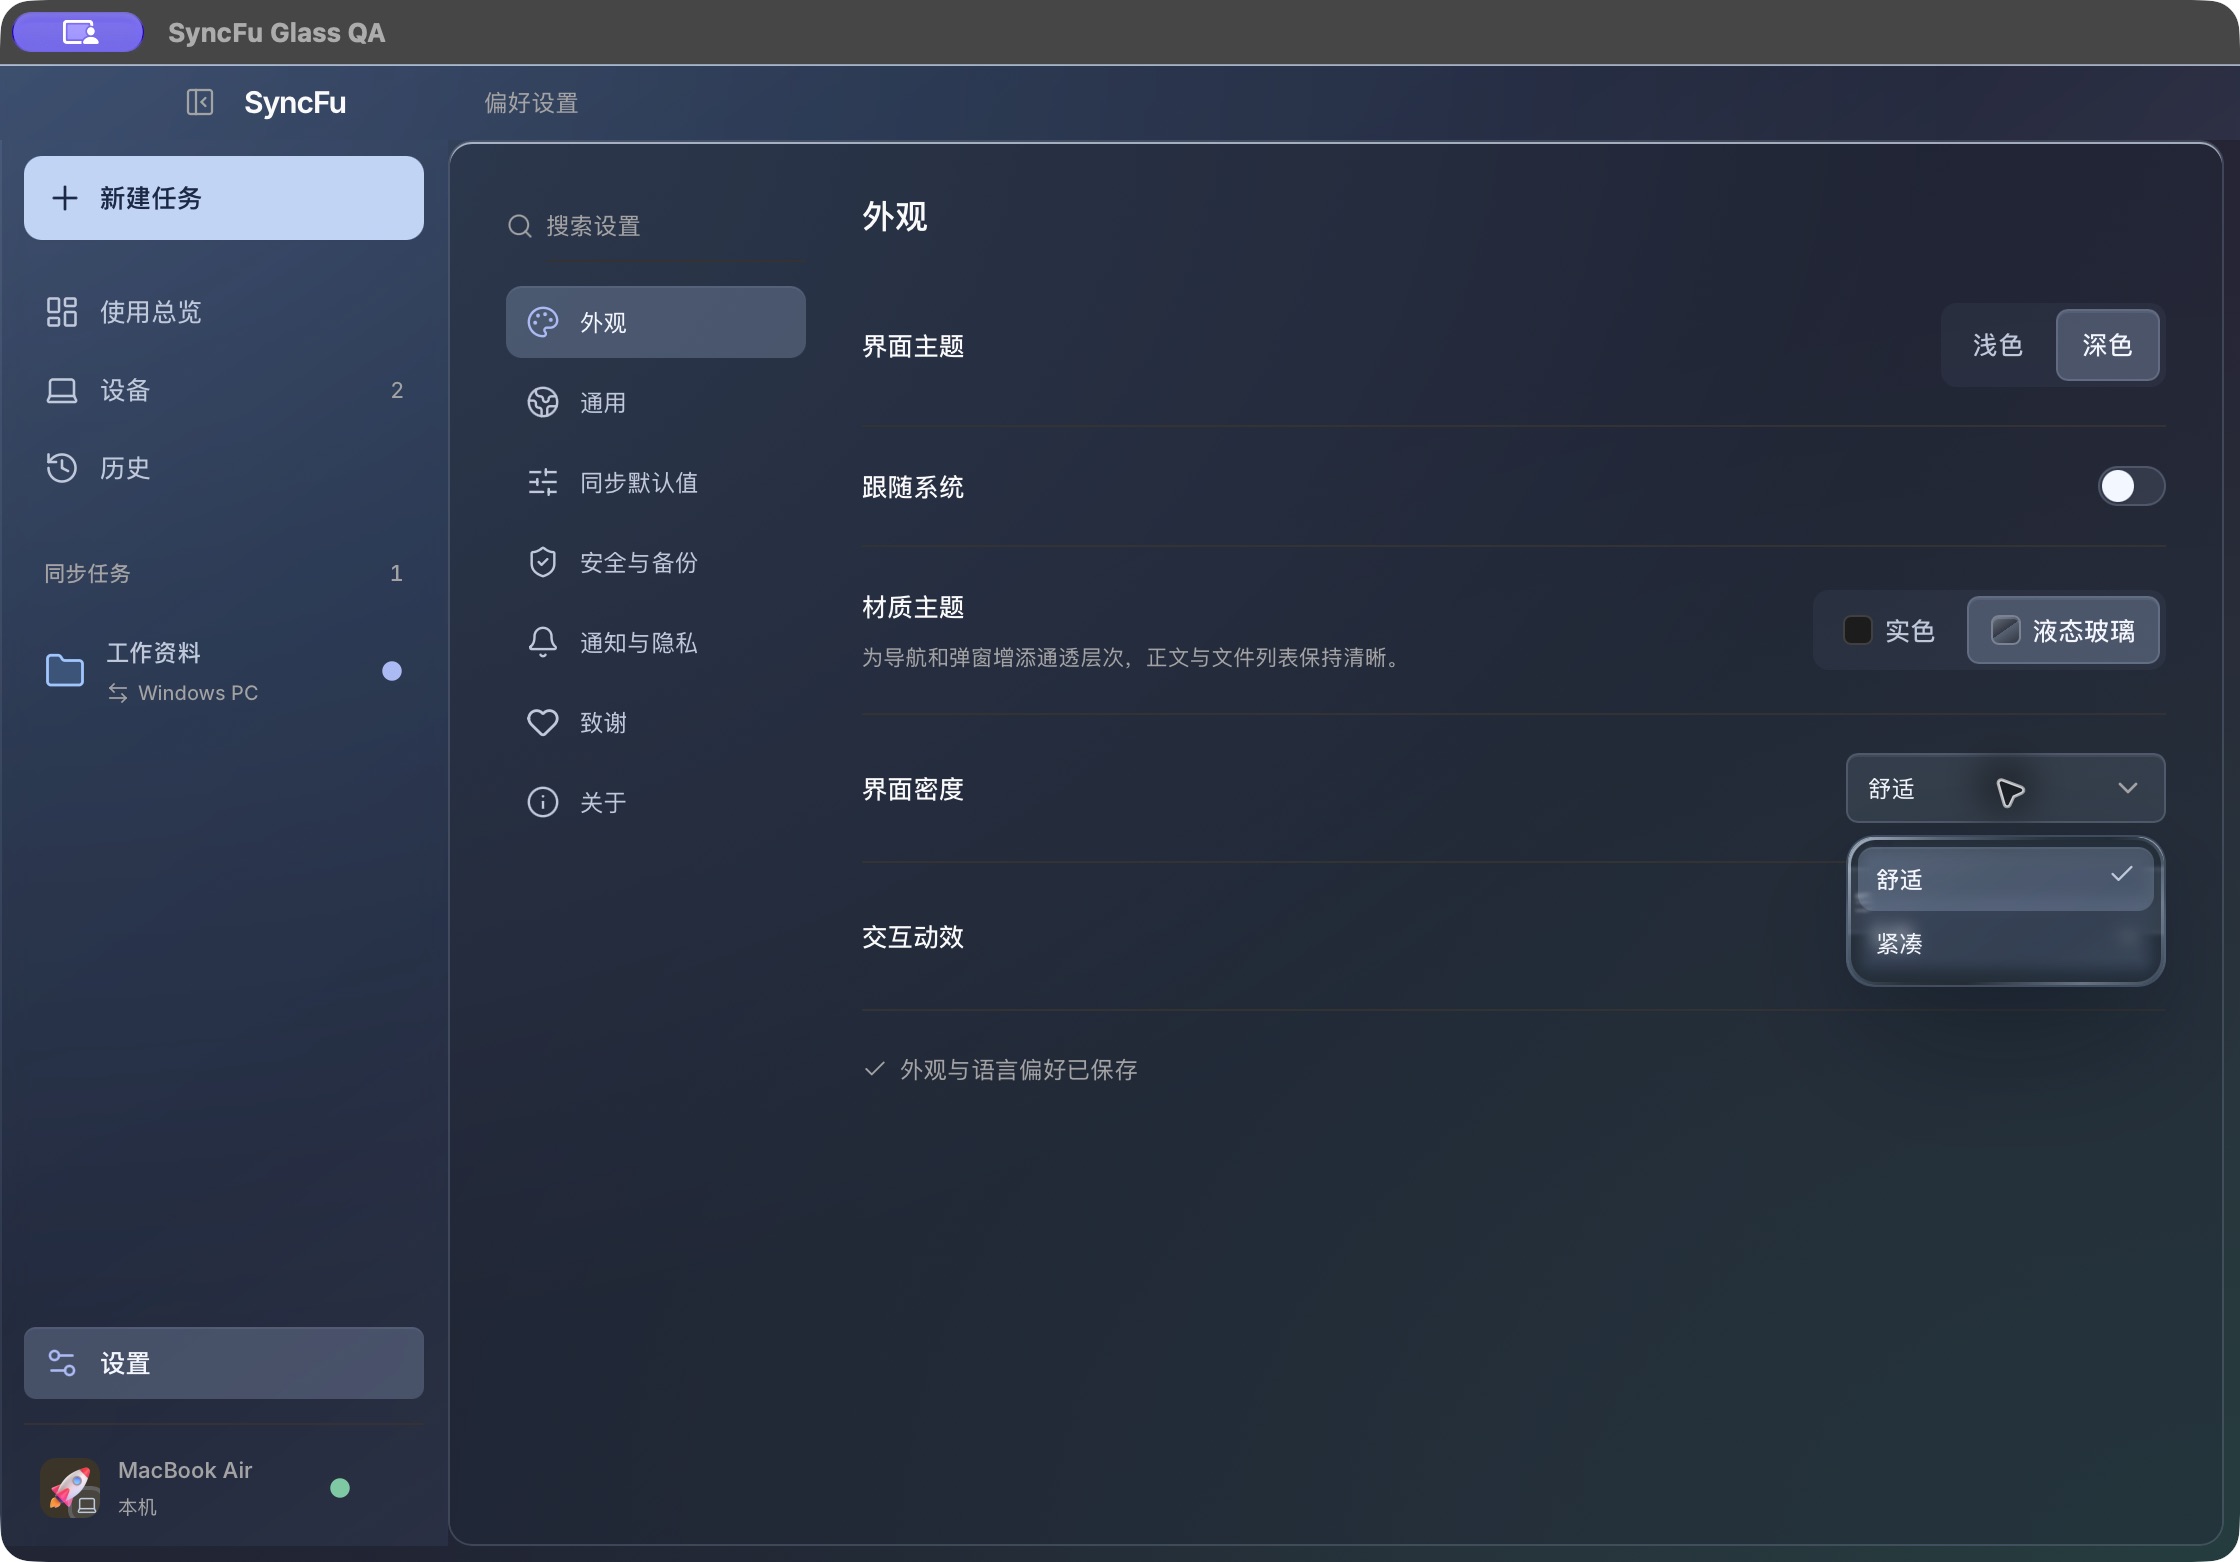 SyncFu Glass QA
SyncFu
偏好设置
新建任务
使用总览
设备 2
历史
同步任务 1
工作资料
Windows PC
设置
MacBook Air
本机
搜索设置
外观
通用
同步默认值
安全与备份
通知与隐私
致谢
关于
外观
界面主题
浅色 深色
跟随系统
材质主题
为导航和弹窗增添通透层次，正文与文件列表保持清晰。
实色 液态玻璃
界面密度
舒适
舒适
紧凑
交互动效
外观与语言偏好已保存